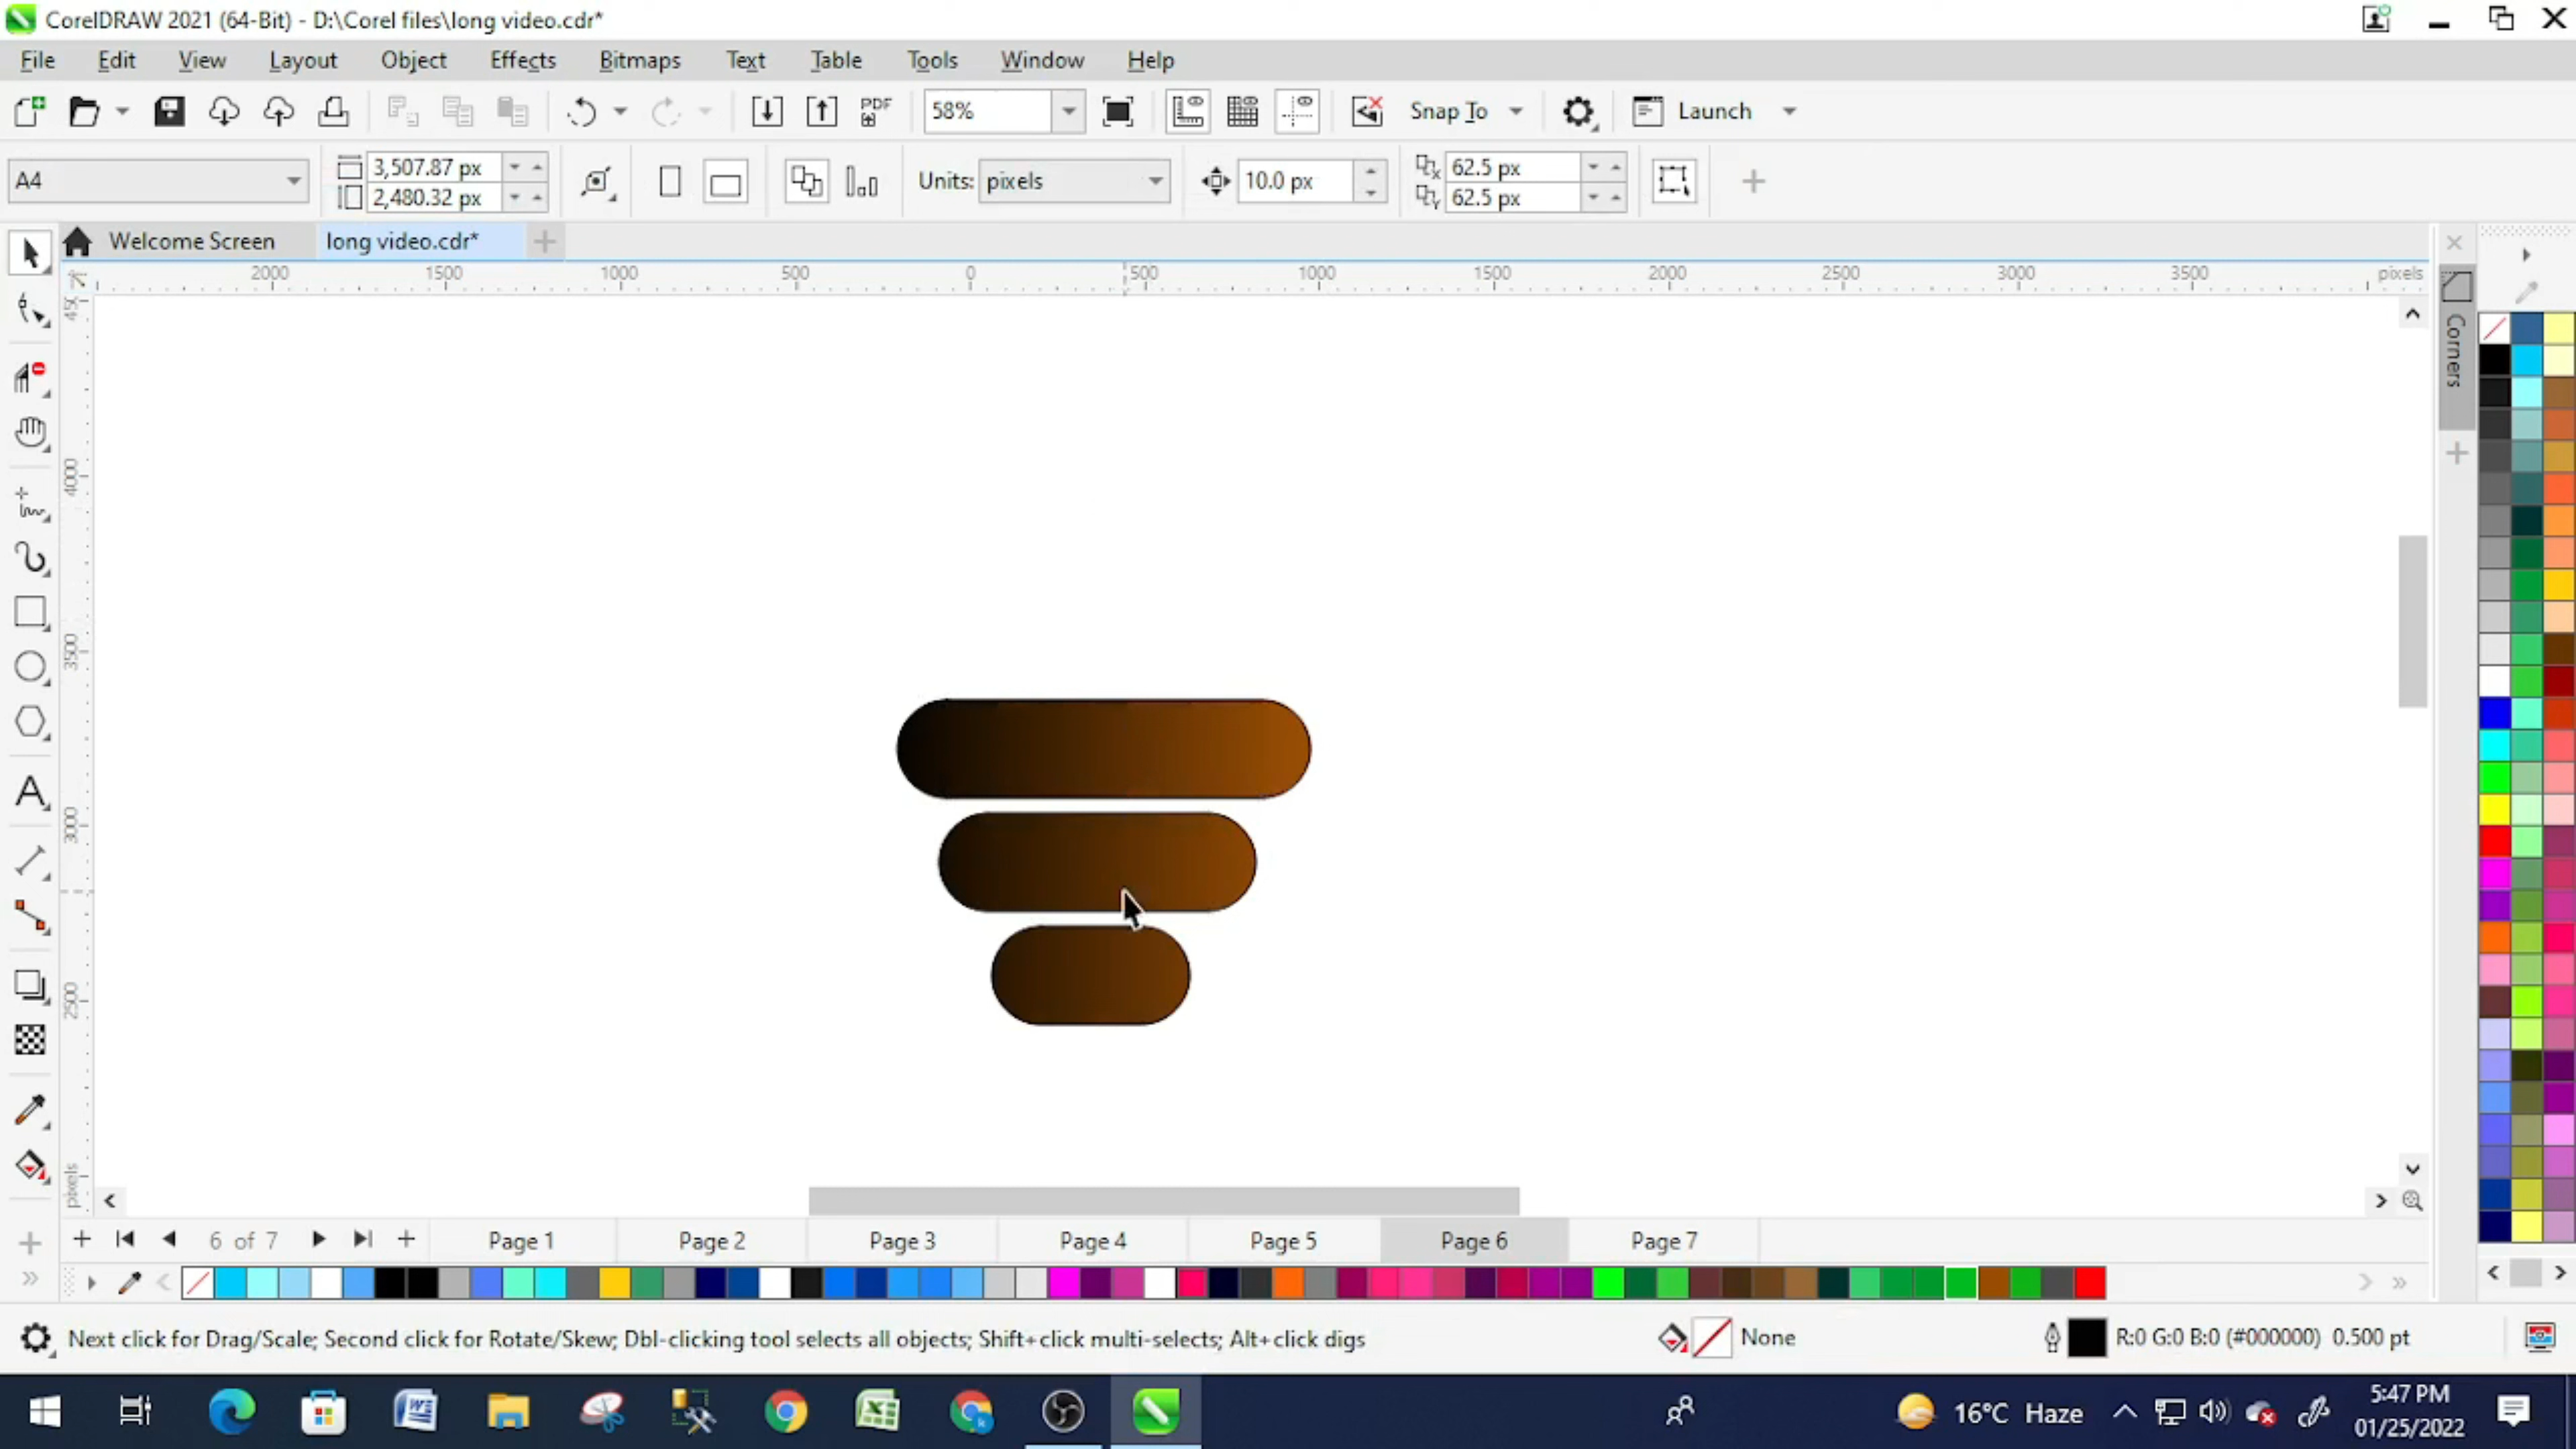 CorelDRAW 2021 (64-Bit) - D:\Corel files\long video.cdr*
File Edit View Layout Object Effects Bitmaps Text Table Tools Window Help
PDF 58% Snap To Launch
A4 3,507.87 px 2,480.32 px Units: pixels 10.0 px 62.5 px 62.5 px
Welcome Screen long video.cdr*
2000 1500 1000 500 0 500 1000 1500 2000 2500 3000 3500 pixels
4000
3500
3000
2500
pixels
Corners
6 of 7 Page 1 Page 2 Page 3 Page 4 Page 5 Page 6 Page 7
Next click for Drag/Scale; Second click for Rotate/Skew; Dbl-clicking tool selects all objects; Shift+click multi-selects; Alt+click digs None R:0 G:0 B:0 (#000000) 0.500 pt
16°C Haze 5:47 PM
01/25/2022